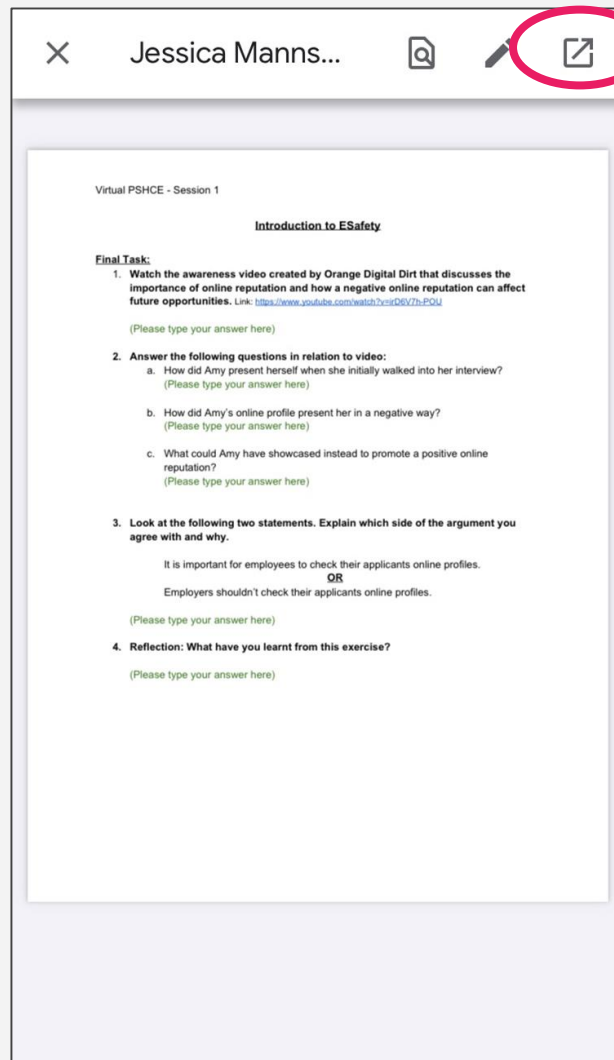 Jessica Manns...
Virtual PSHCE - Session 1
Introduction to ESafety
Final Task:
1. Watch the awareness video created by Orange Digital Dirt that discusses the
importance of online reputation and how a negative online reputation can affect
future opportunities. Link: https://www.youtube.com/watch?v=irD6V7h-POU
(Please type your answer here)
2. Answer the following questions in relation to video:
a. How did Amy present herself when she initially walked into her interview?
(Please type your answer here)
b. How did Amy's online profile present her in a negative way?
(Please type your answer here)
c. What could Amy have showcased instead to promote a positive online
reputation?
(Please type your answer here)
3. Look at the following two statements. Explain which side of the argument you
agree with and why.
It is important for employees to check their applicants online profiles.
OR
Employers shouldn't check their applicants online profiles.
(Please type your answer here)
4. Reflection: What have you learnt from this exercise?
(Please type your answer here)